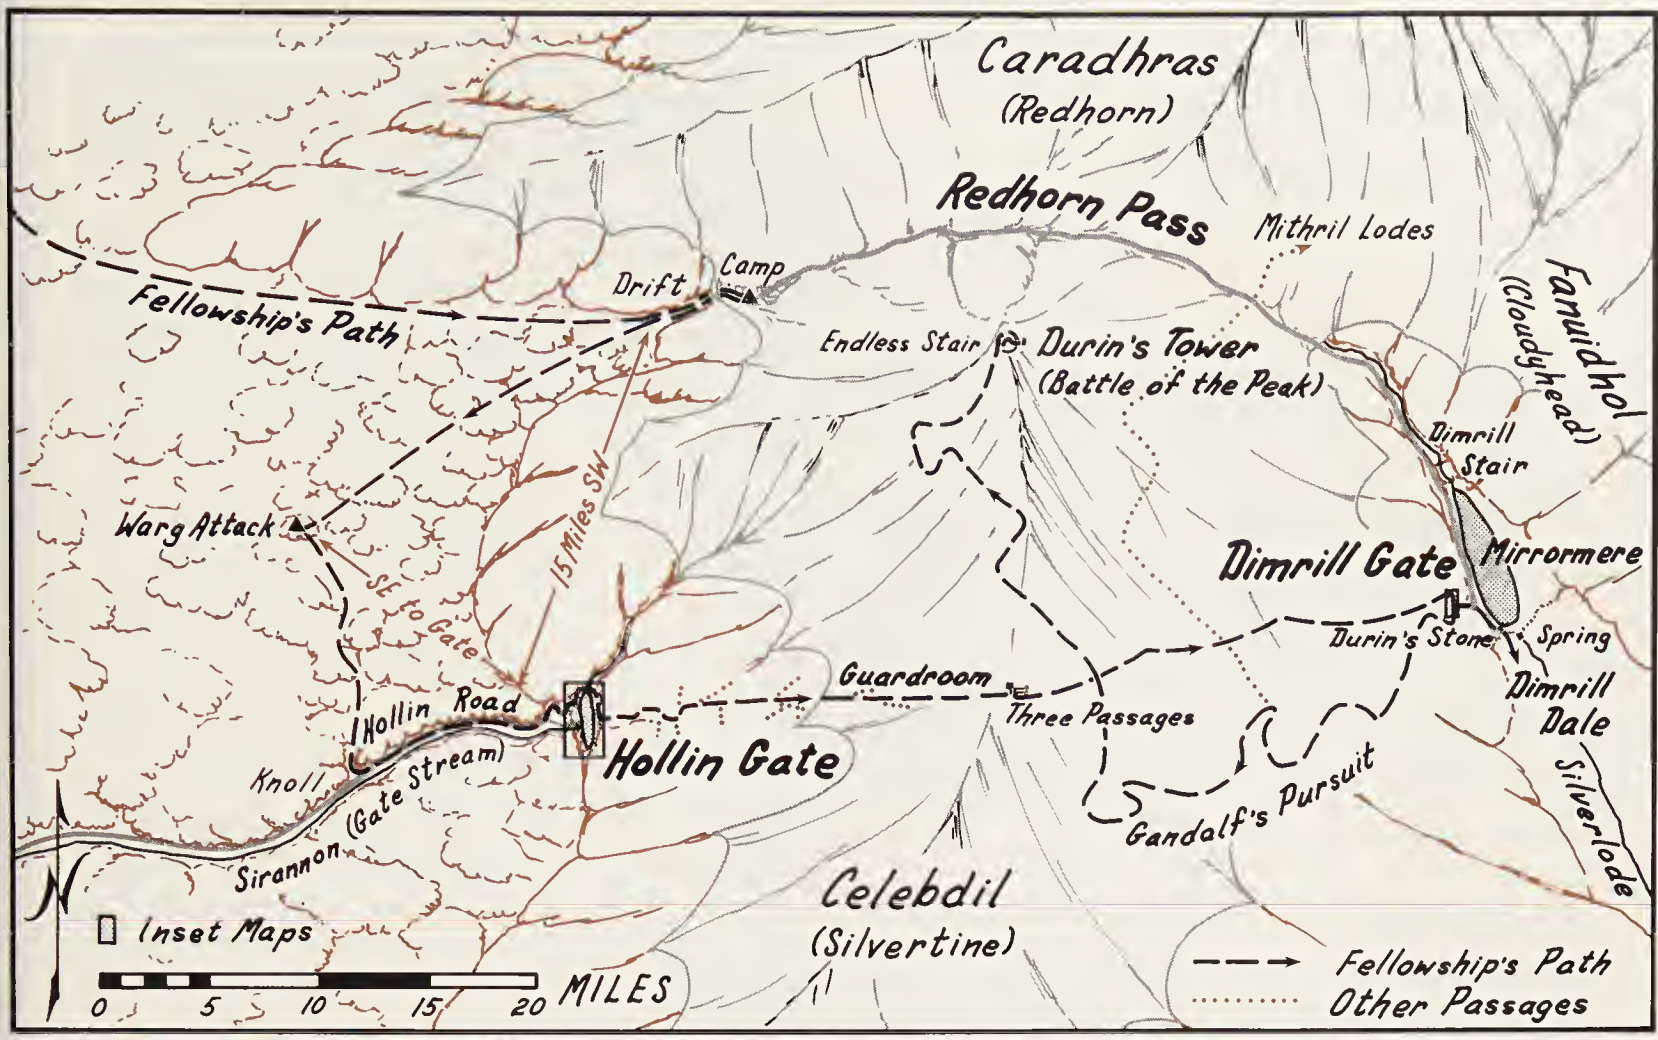 Caradhras
(Redhorn)
Redhorn Pass
Mithril Lodes
Camp
Drift
Fellowship's Path
Fanuidhol
(Cloudyhead)
Endless Stair
Durin's Tower
(Battle of the Peak)
Dimrill
Stair
15 Miles SW
Warg Attack
SE to Gate
Dimrill Gate
Mirrormere
Durin's Stone
Spring
Guardroom
Three Passages
Dimrill
Dale
Hollin Road
Hollin Gate
Knoll
(Gate Stream)
Sirannon
Gandalf's Pursuit
Silverlode
Celebdil
(Silvertine)
N
Inset Maps
0 5 10 15 20 MILES
Fellowship's Path
Other Passages